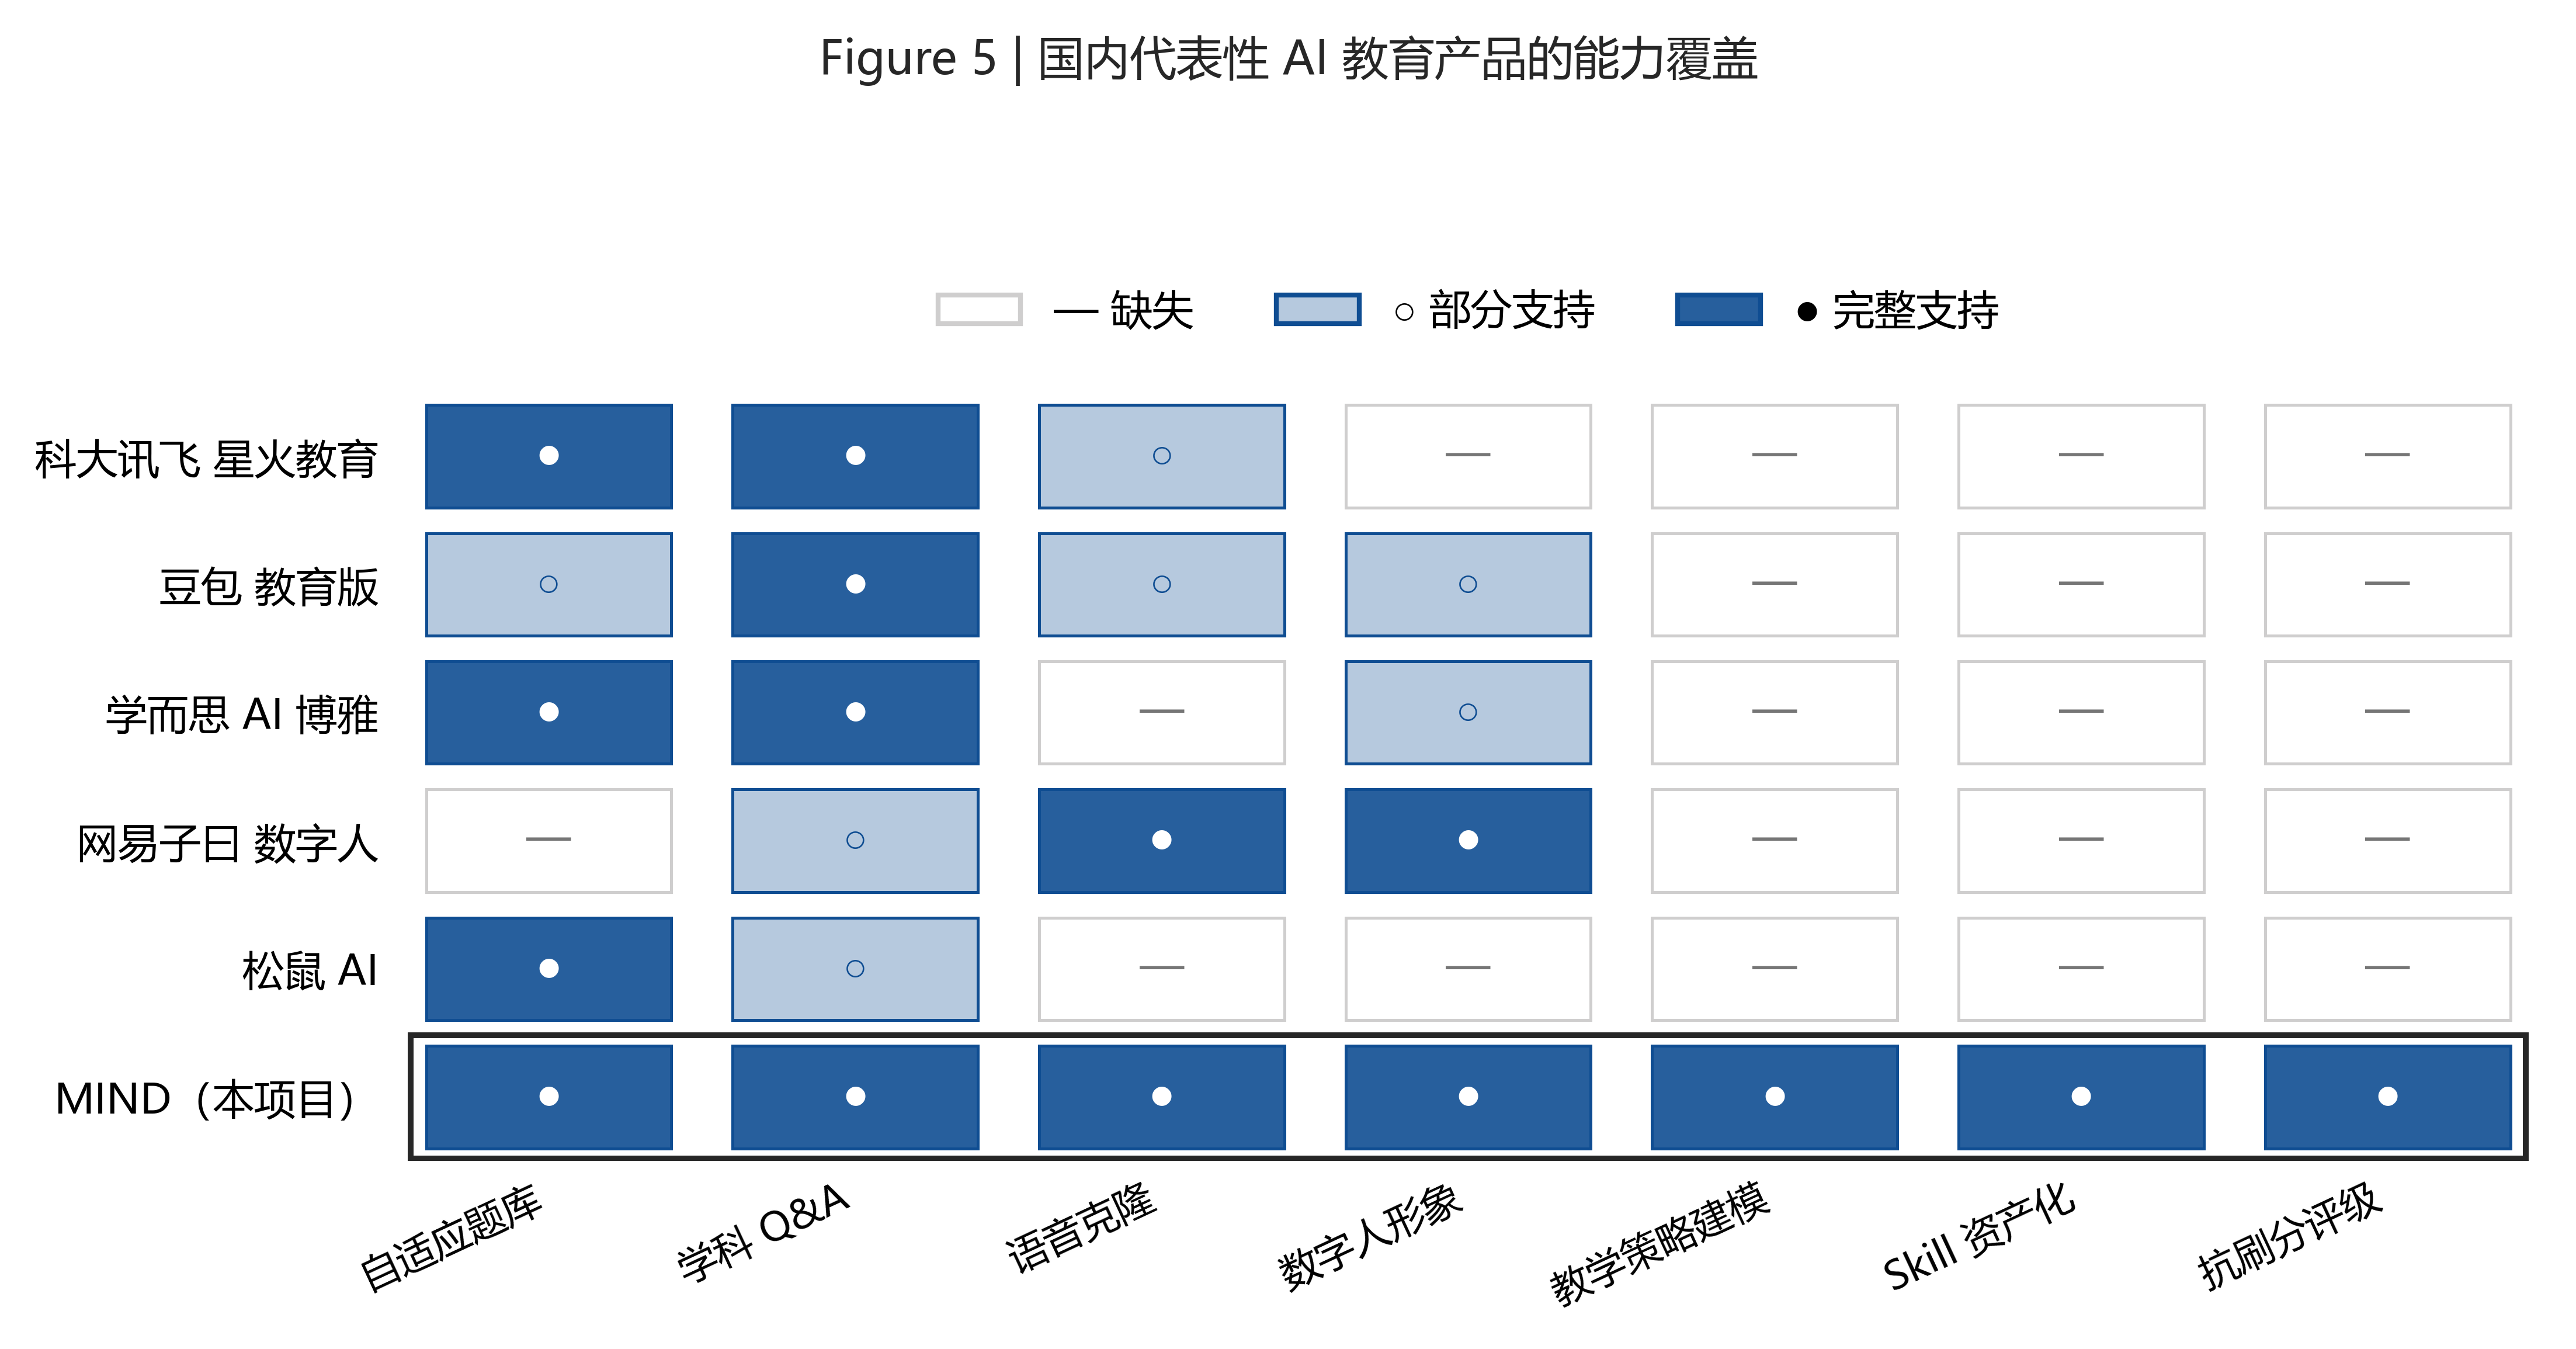 Figure 5 | 国内代表性 AI 教育产品的能力覆盖
— 缺失 ○ 部分支持 ● 完整支持
科大讯飞 星火教育 ● ● ○ — — — —
豆包 教育版 ○ ● ○ ○ — — —
学而思 AI 博雅 ● ● — ○ — — —
网易子曰 数字人 — ○ ● ● — — —
松鼠 AI ● ○ — — — — —
MIND（本项目） ● ● ● ● ● ● ●
自适应题库 学科 Q&A 语音克隆 数字人形象 教学策略建模 Skill 资产化 抗刷分评级